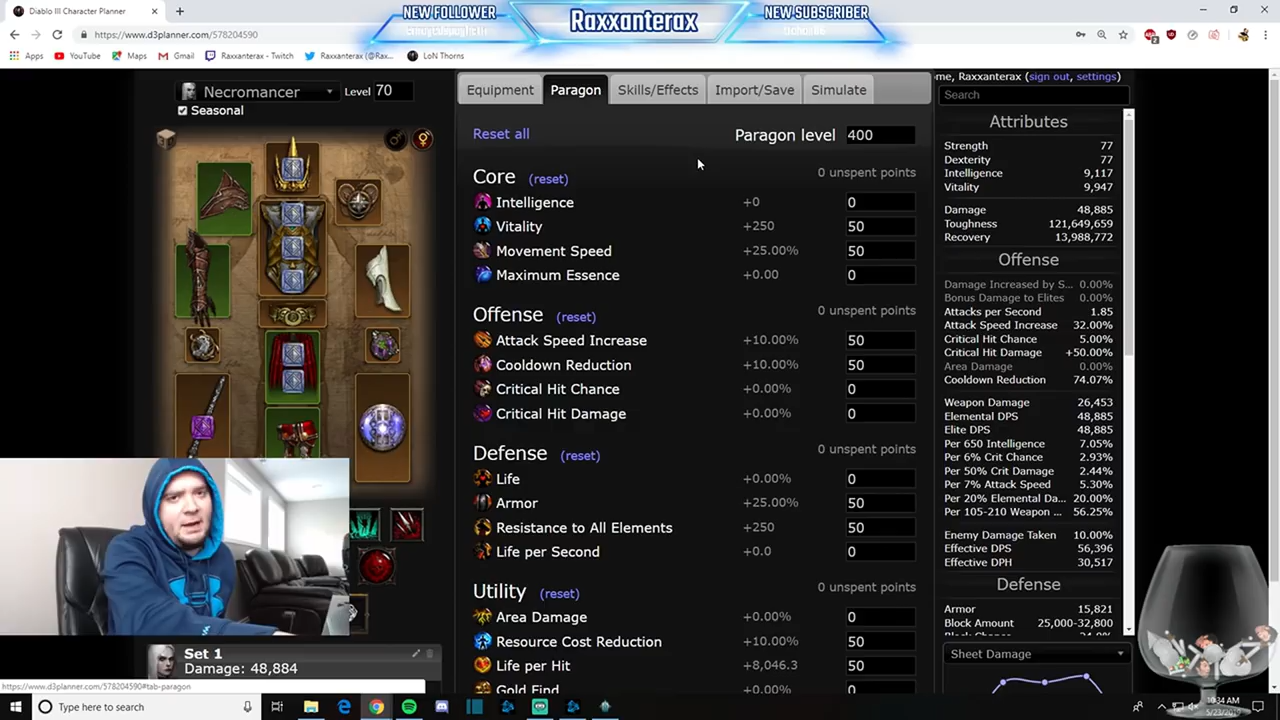 Diablo III Character Planner
NEW FOLLOWER
Raxxanterax
NEW SUBSCRIBER
https://www.d3planner.com/578204590
Apps YouTube Maps Gmail Raxxanterax - Twitch Raxxanterax (@Rax... LoN Thorns
Necromancer Level 70
Seasonal
Equipment Paragon Skills/Effects Import/Save Simulate
ome, Raxxanterax (sign out, settings)
Search
Reset all Paragon level 400
Core (reset) 0 unspent points
Intelligence +0 0
Vitality +250 50
Movement Speed +25.00% 50
Maximum Essence +0.00 0
Offense (reset) 0 unspent points
Attack Speed Increase +10.00% 50
Cooldown Reduction +10.00% 50
Critical Hit Chance +0.00% 0
Critical Hit Damage +0.00% 0
Defense (reset) 0 unspent points
Life +0.00% 0
Armor +25.00% 50
Resistance to All Elements +250 50
Life per Second +0.0 0
Utility (reset) 0 unspent points
Area Damage +0.00% 0
Resource Cost Reduction +10.00% 50
Life per Hit +8,046.3 50
Gold Find +0.00% 0
Attributes
Strength 77
Dexterity 77
Intelligence 9,117
Vitality 9,947
Damage 48,885
Toughness 121,649,659
Recovery 13,988,772
Offense
Damage Increased by S... 0.00%
Bonus Damage to Elites 0.00%
Attacks per Second 1.85
Attack Speed Increase 32.00%
Critical Hit Chance 5.00%
Critical Hit Damage +50.00%
Area Damage 0.00%
Cooldown Reduction 74.07%
Weapon Damage 26,453
Elemental DPS 48,885
Elite DPS 48,885
Per 650 Intelligence 7.05%
Per 6% Crit Chance 2.93%
Per 50% Crit Damage 2.44%
Per 7% Attack Speed 5.30%
Per 20% Elemental Da... 20.00%
Per 105-210 Weapon ... 56.25%
Enemy Damage Taken 10.00%
Effective DPS 56,396
Effective DPH 30,517
Defense
Armor 15,821
Block Amount 25,000-32,800
Sheet Damage
Set 1
Damage: 48,884
https://www.d3planner.com/578204590#tab-paragon
Type here to search
10:34 AM